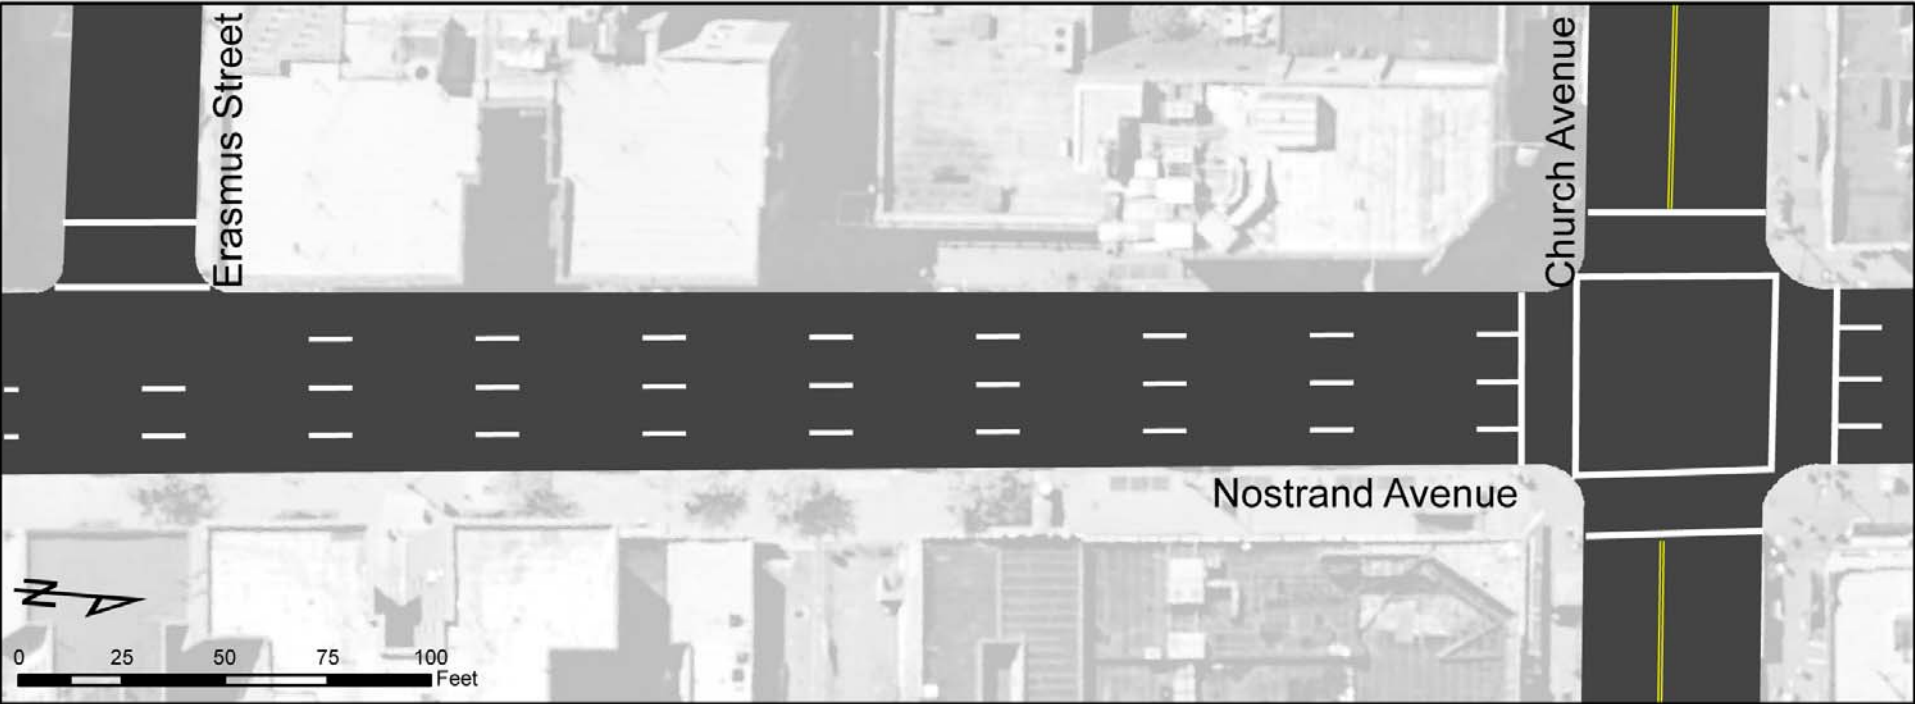 Erasmus Street
Church Avenue
Nostrand Avenue
N
0 25 50 75 100
Feet